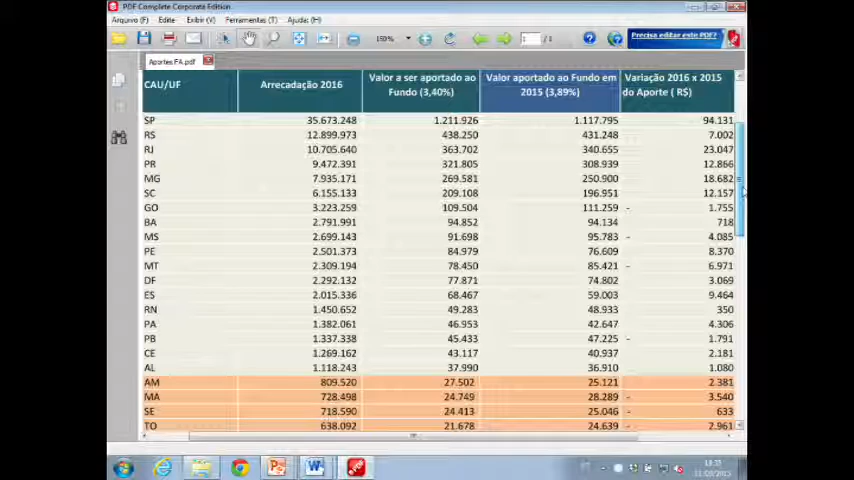 PDF Complete Corporate Edition
Arquivo (F) Edite Exibir (V) Ferramentas (T) Ajuda: (H)
150% 1 / 1 Precisa editar este PDF?
Aportes FA.pdf
CAU/UF Arrecadação 2016 Valor a ser aportado ao Fundo (3,40%) Valor aportado ao Fundo em 2015 (3,89%) Variação 2016 x 2015 do Aporte ( R$)
SP 35.673.248 1.211.926 1.117.795 94.131
RS 12.899.973 438.250 431.248 7.002
RJ 10.705.640 363.702 340.655 23.047
PR 9.472.391 321.805 308.939 12.866
MG 7.935.171 269.581 250.900 18.682
SC 6.155.133 209.108 196.951 12.157
GO 3.223.259 109.504 111.259 - 1.755
BA 2.791.991 94.852 94.134 718
MS 2.699.143 91.698 95.783 - 4.085
PE 2.501.373 84.979 76.609 8.370
MT 2.309.194 78.450 85.421 - 6.971
DF 2.292.132 77.871 74.802 3.069
ES 2.015.336 68.467 59.003 9.464
RN 1.450.652 49.283 48.933 350
PA 1.382.061 46.953 42.647 4.306
PB 1.337.338 45.433 47.225 - 1.791
CE 1.269.162 43.117 40.937 2.181
AL 1.118.243 37.990 36.910 1.080
AM 809.520 27.502 25.121 2.381
MA 728.498 24.749 28.289 - 3.540
SE 718.590 24.413 25.046 - 633
TO 638.092 21.678 24.639 - 2.961